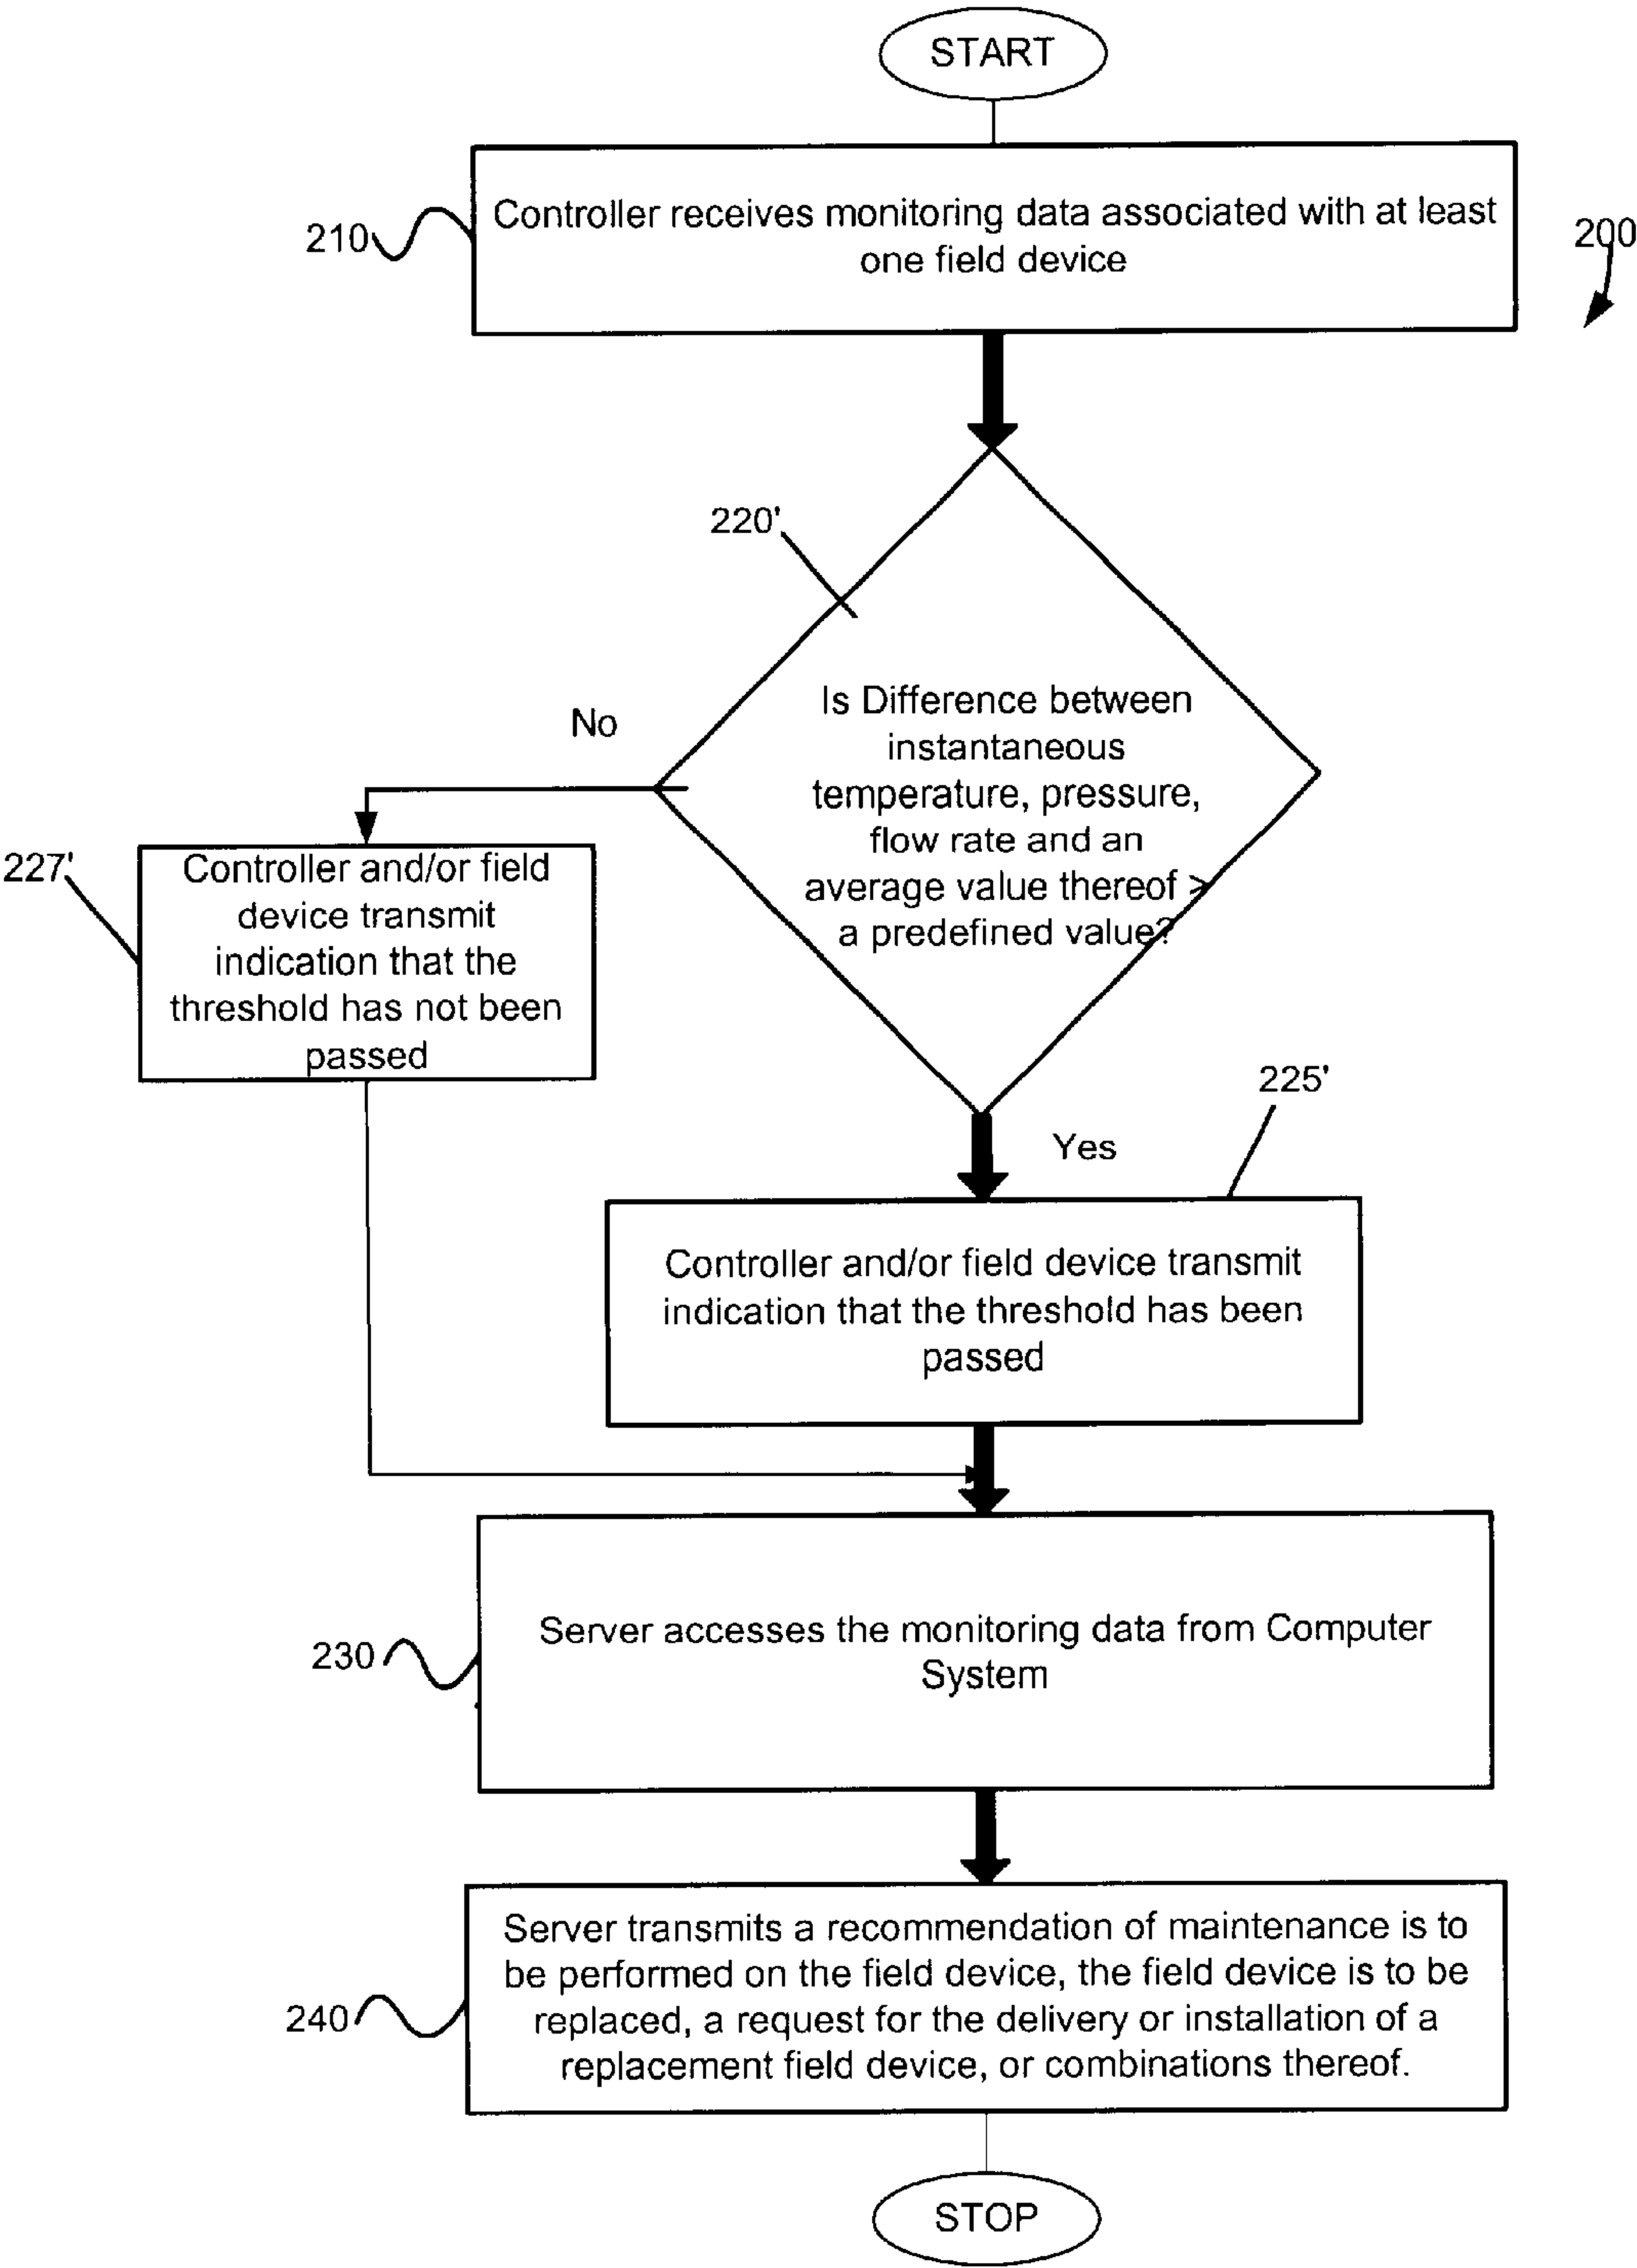 START
210
Controller receives monitoring data associated with at least
one field device
200
220'
Is Difference between
instantaneous
temperature, pressure,
flow rate and an
average value thereof >
a predefined value?
No
227'
Controller and/or field
device transmit
indication that the
threshold has not been
passed
Yes
225'
Controller and/or field device transmit
indication that the threshold has been
passed
230
Server accesses the monitoring data from Computer
System
240
Server transmits a recommendation of maintenance is to
be performed on the field device, the field device is to be
replaced, a request for the delivery or installation of a
replacement field device, or combinations thereof.
STOP